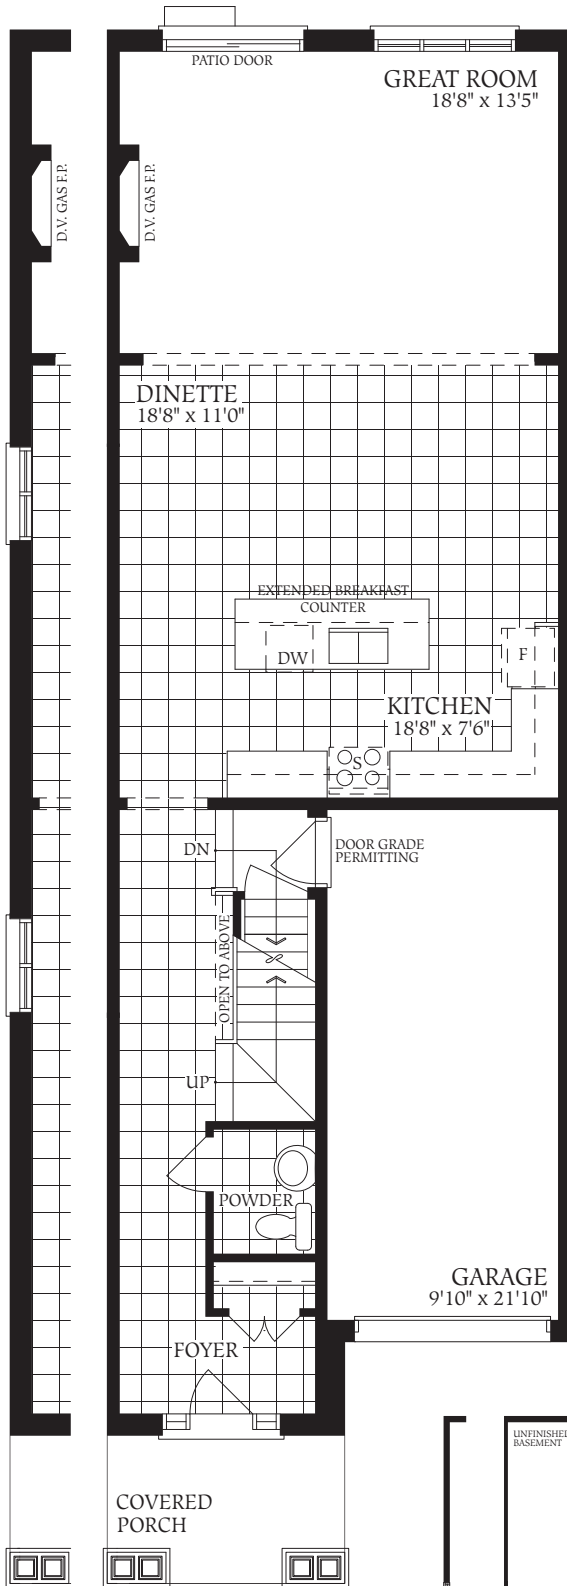 PATIO DOOR
GREAT ROOM
18'8" x 13'5"
D.V. GAS F.P.
D.V. GAS F.P.
DINETTE
18'8" x 11'0"
EXTENDED BREAKFAST
COUNTER
DW
F
KITCHEN
18'8" x 7'6"
S
DN
DOOR GRADE
PERMITTING
OPEN TO ABOVE
UP
POWDER
GARAGE
9'10" x 21'10"
FOYER
UNFINISHED
BASEMENT
COVERED
PORCH